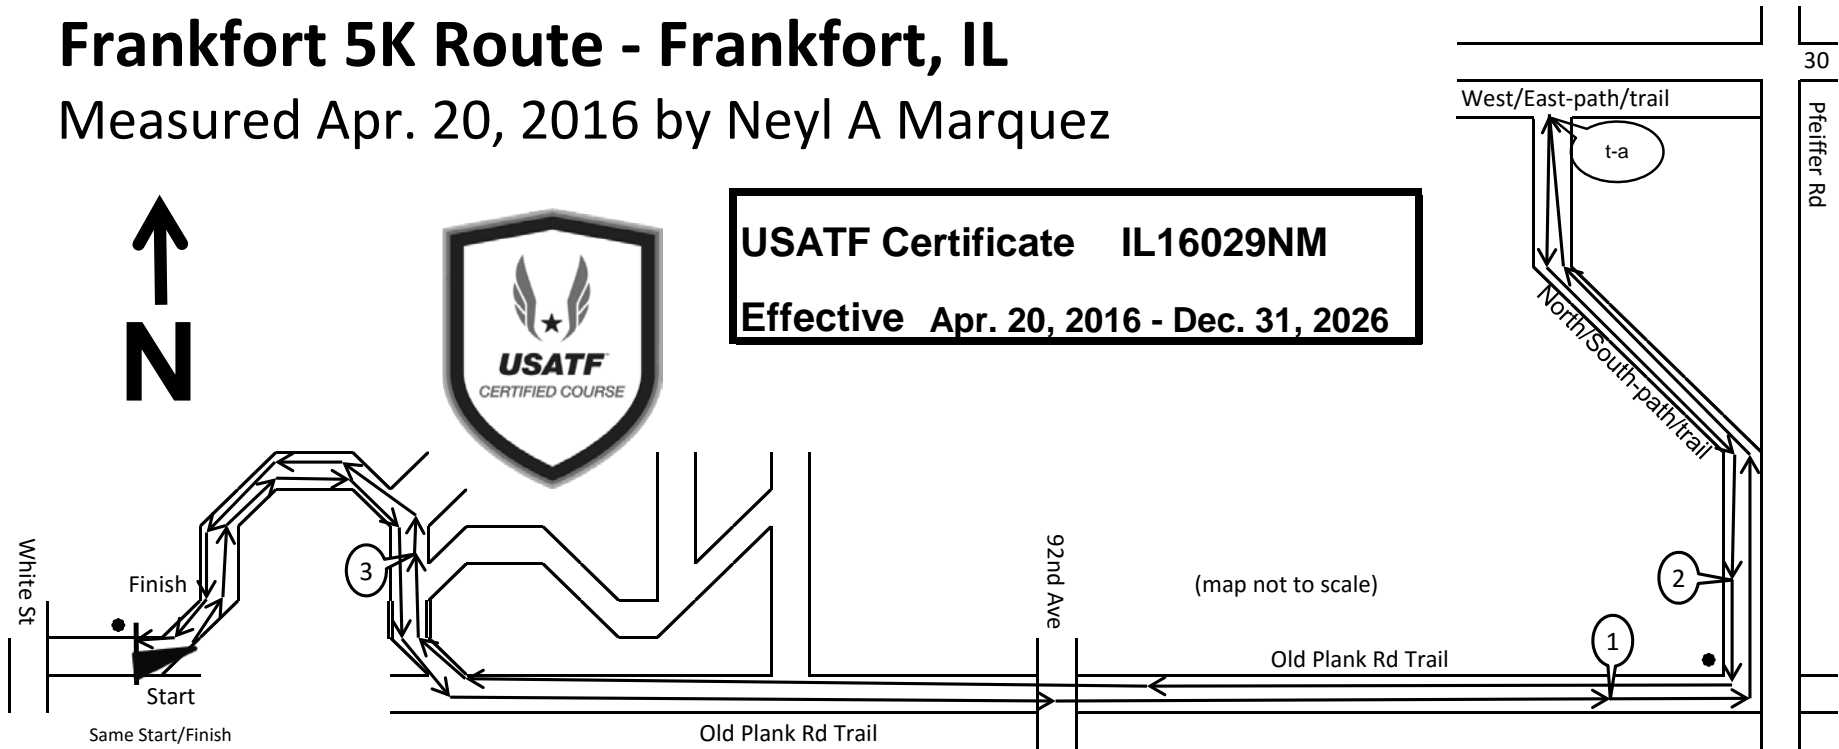 Frankfort 5K Route - Frankfort, IL
Measured Apr. 20, 2016 by Neyl A Marquez
30
West/East-path/trail
Pfeiffer Rd
t-a
USATF Certificate IL16029NM
Effective Apr. 20, 2016 - Dec. 31, 2026
N
USATF
CERTIFIED COURSE
North/South-path/trail
White St
Finish
3
92nd Ave
(map not to scale)
2
1
Old Plank Rd Trail
Start
Same Start/Finish
Old Plank Rd Trail